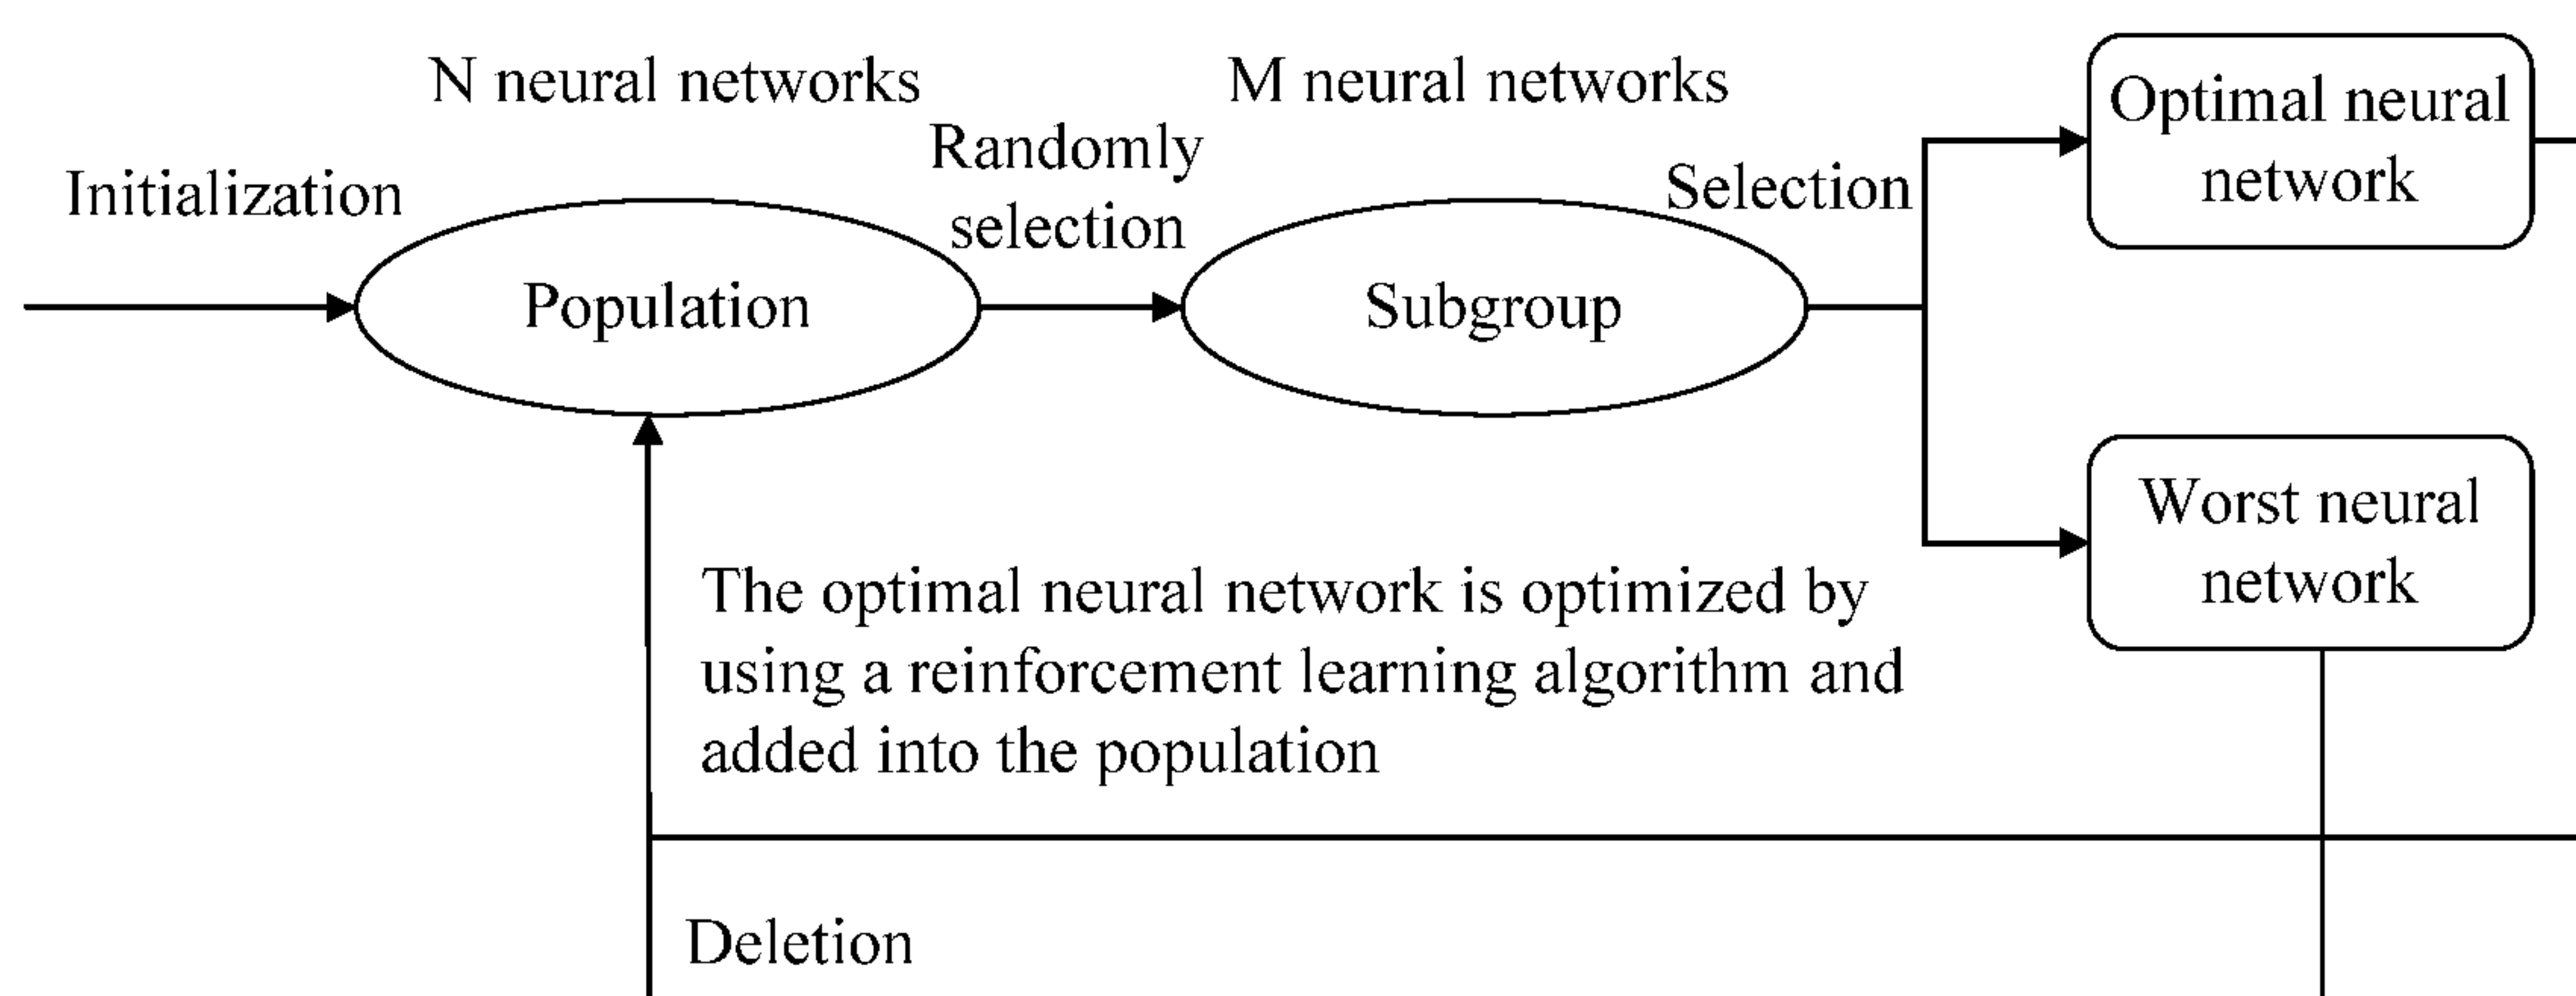 N neural networks
M neural networks
Optimal neural
network
Randomly
selection
Initialization
Selection
Population
Subgroup
Worst neural
network
The optimal neural network is optimized by
using a reinforcement learning algorithm and
added into the population
Deletion